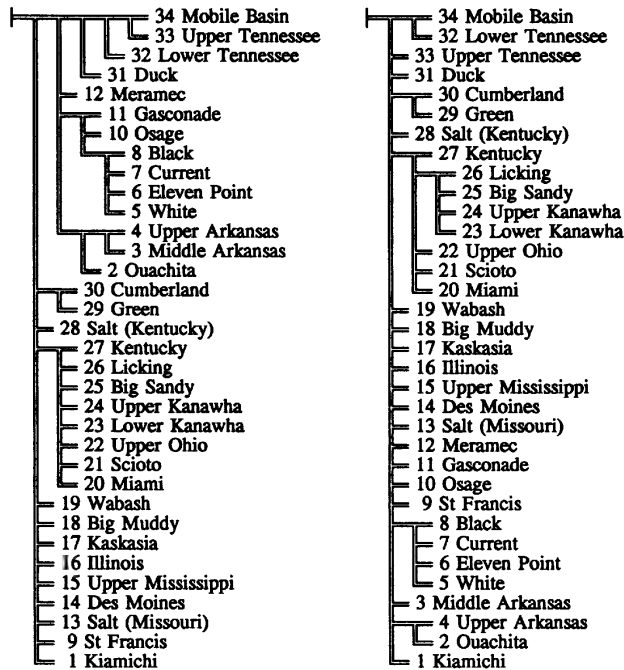 34 Mobile Basin
33 Upper Tennessee
32 Lower Tennessee
31 Duck
12 Meramec
11 Gasconade
10 Osage
8 Black
7 Current
6 Eleven Point
5 White
4 Upper Arkansas
3 Middle Arkansas
2 Ouachita
30 Cumberland
29 Green
28 Salt (Kentucky)
27 Kentucky
26 Licking
25 Big Sandy
24 Upper Kanawha
23 Lower Kanawha
22 Upper Ohio
21 Scioto
20 Miami
19 Wabash
18 Big Muddy
17 Kaskasia
16 Illinois
15 Upper Mississippi
14 Des Moines
13 Salt (Missouri)
9 St Francis
1 Kiamichi
34 Mobile Basin
32 Lower Tennessee
33 Upper Tennessee
31 Duck
30 Cumberland
29 Green
28 Salt (Kentucky)
27 Kentucky
26 Licking
25 Big Sandy
24 Upper Kanawha
23 Lower Kanawha
22 Upper Ohio
21 Scioto
20 Miami
19 Wabash
18 Big Muddy
17 Kaskasia
16 Illinois
15 Upper Mississippi
14 Des Moines
13 Salt (Missouri)
12 Meramec
11 Gasconade
10 Osage
9 St Francis
8 Black
7 Current
6 Eleven Point
5 White
3 Middle Arkansas
4 Upper Arkansas
2 Ouachita
1 Kiamichi